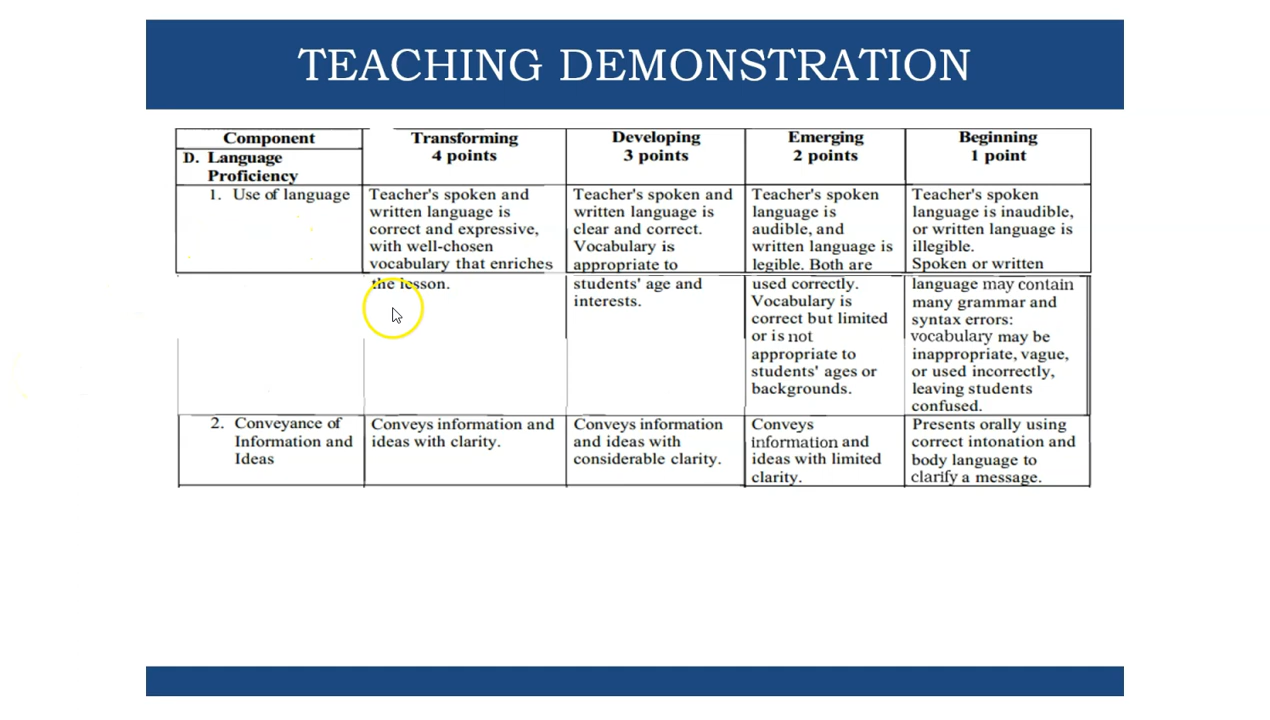 TEACHING DEMONSTRATION
Component
D. Language
Proficiency
Transforming
4 points
Developing
3 points
Emerging
2 points
Beginning
1 point
1. Use of language
Teacher's spoken and
written language is
correct and expressive,
with well-chosen
vocabulary that enriches
the lesson.
Teacher's spoken and
written language is
clear and correct.
Vocabulary is
appropriate to
students' age and
interests.
Teacher's spoken
language is
audible, and
written language is
legible. Both are
used correctly.
Vocabulary is
correct but limited
or is not
appropriate to
students' ages or
backgrounds.
Teacher's spoken
language is inaudible,
or written language is
illegible.
Spoken or written
language may contain
many grammar and
syntax errors:
vocabulary may be
inappropriate, vague,
or used incorrectly,
leaving students
confused.
2. Conveyance of
Information and
Ideas
Conveys information and
ideas with clarity.
Conveys information
and ideas with
considerable clarity.
Conveys
information and
ideas with limited
clarity.
Presents orally using
correct intonation and
body language to
clarify a message.